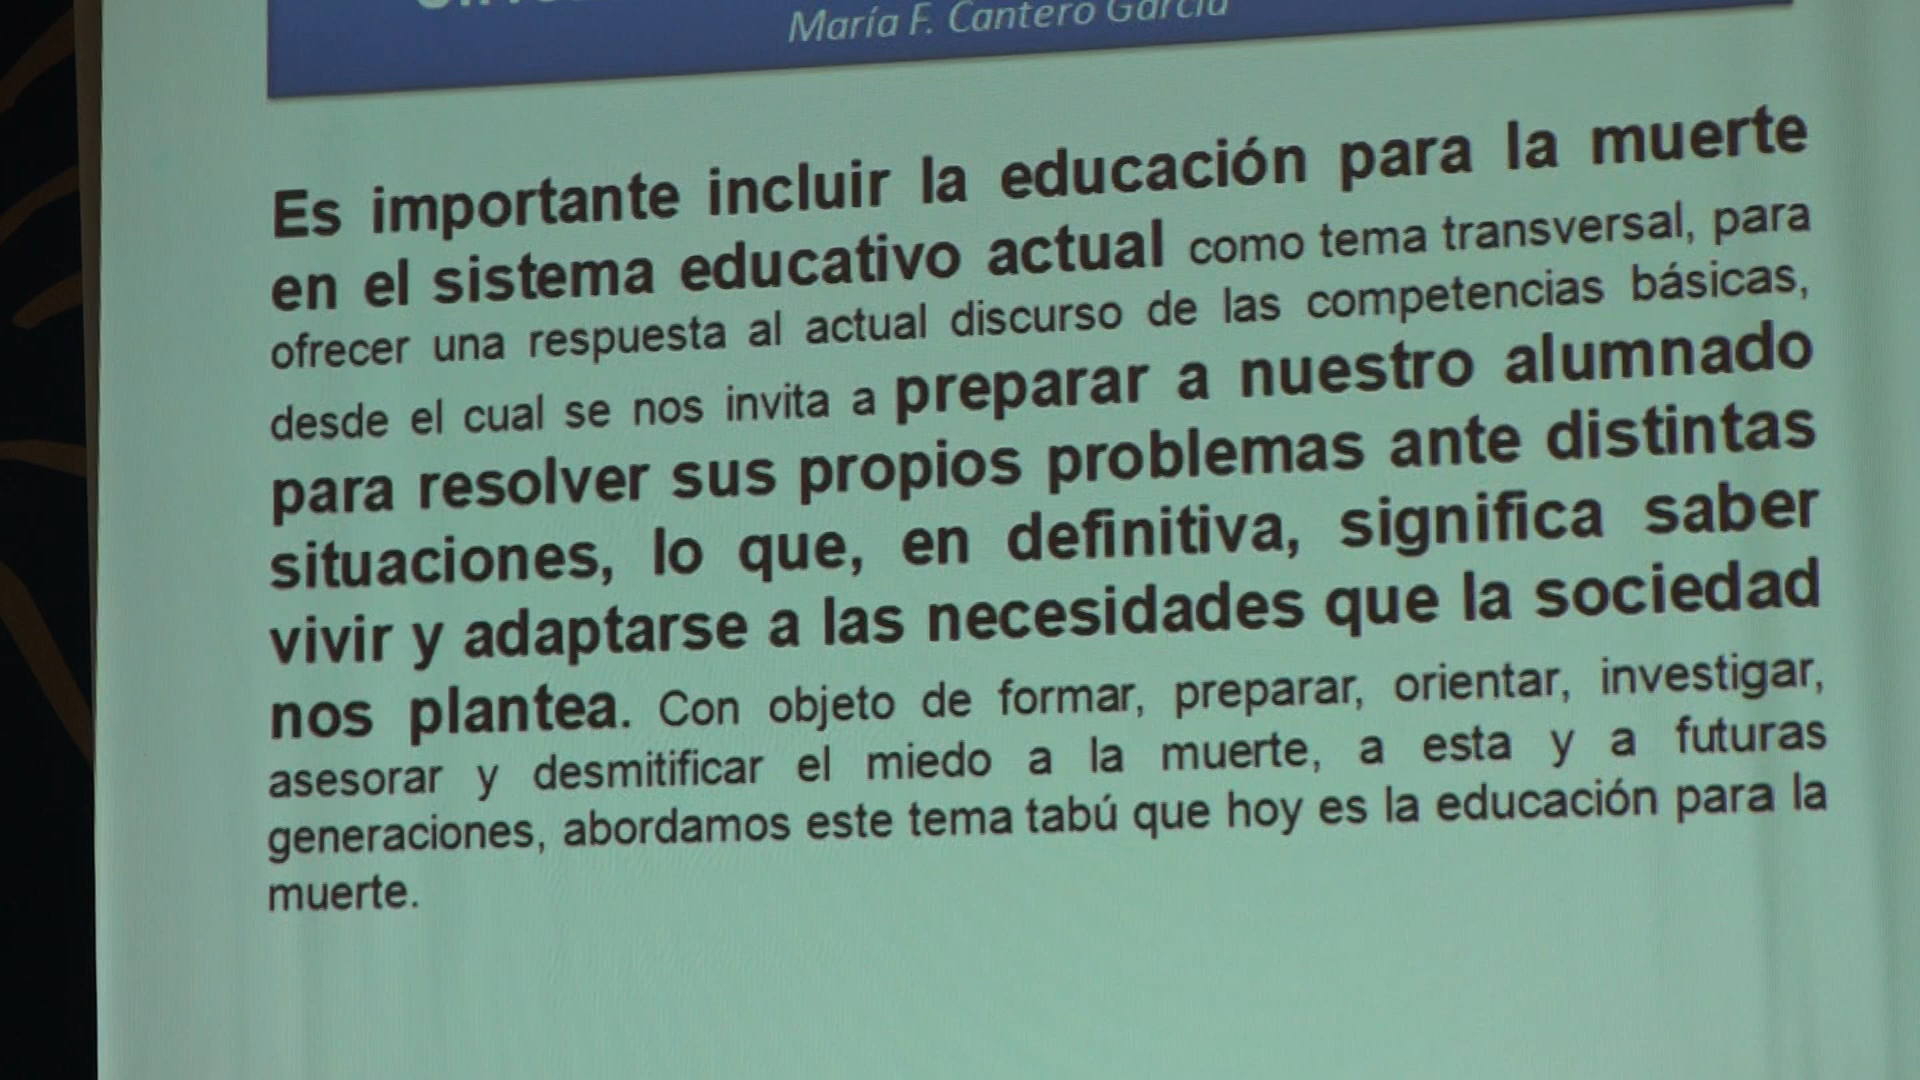 María F. Cantero García
Es importante incluir la educación para la muerte
en el sistema educativo actual como tema transversal, para
ofrecer una respuesta al actual discurso de las competencias básicas,
desde el cual se nos invita a preparar a nuestro alumnado
para resolver sus propios problemas ante distintas
situaciones, lo que, en definitiva, significa saber
vivir y adaptarse a las necesidades que la sociedad
nos plantea. Con objeto de formar, preparar, orientar, investigar,
asesorar y desmitificar el miedo a la muerte, a esta y a futuras
generaciones, abordamos este tema tabú que hoy es la educación para la
muerte.